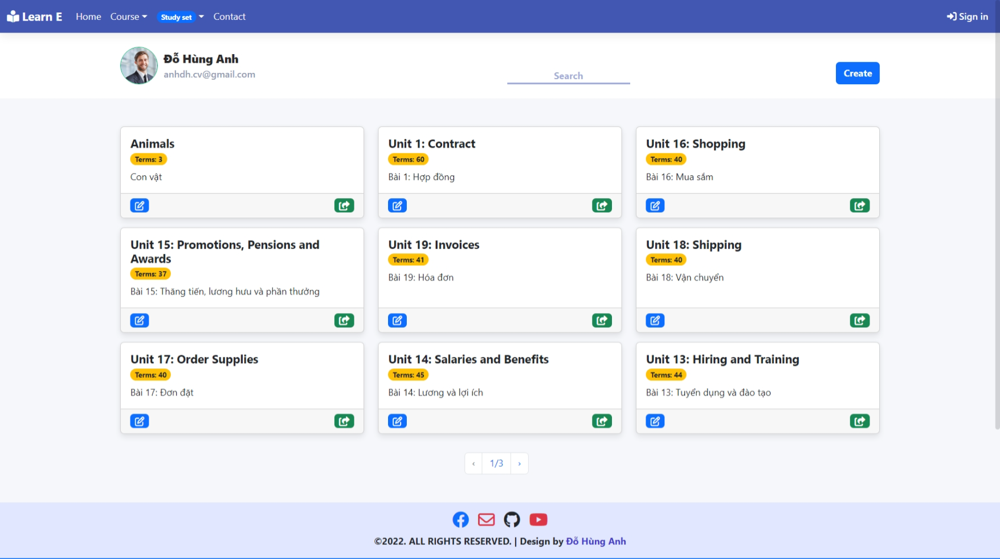 Learn E
Home
Course
Study set
Contact
Sign in
Đỗ Hùng Anh
anhdh.cv@gmail.com
Search
Create
Animals
Terms: 3
Con vật
Unit 1: Contract
Terms: 60
Bài 1: Hợp đồng
Unit 16: Shopping
Terms: 40
Bài 16: Mua sắm
Unit 15: Promotions, Pensions and
Awards
Terms: 37
Bài 15: Thăng tiến, lương hưu và phần thưởng
Unit 19: Invoices
Terms: 41
Bài 19: Hóa đơn
Unit 18: Shipping
Terms: 40
Bài 18: Vận chuyển
Unit 17: Order Supplies
Terms: 40
Bài 17: Đơn đặt
Unit 14: Salaries and Benefits
Terms: 45
Bài 14: Lương và lợi ích
Unit 13: Hiring and Training
Terms: 44
Bài 13: Tuyển dụng và đào tạo
‹ 1/3 ›
©2022. ALL RIGHTS RESERVED. | Design by Đỗ Hùng Anh